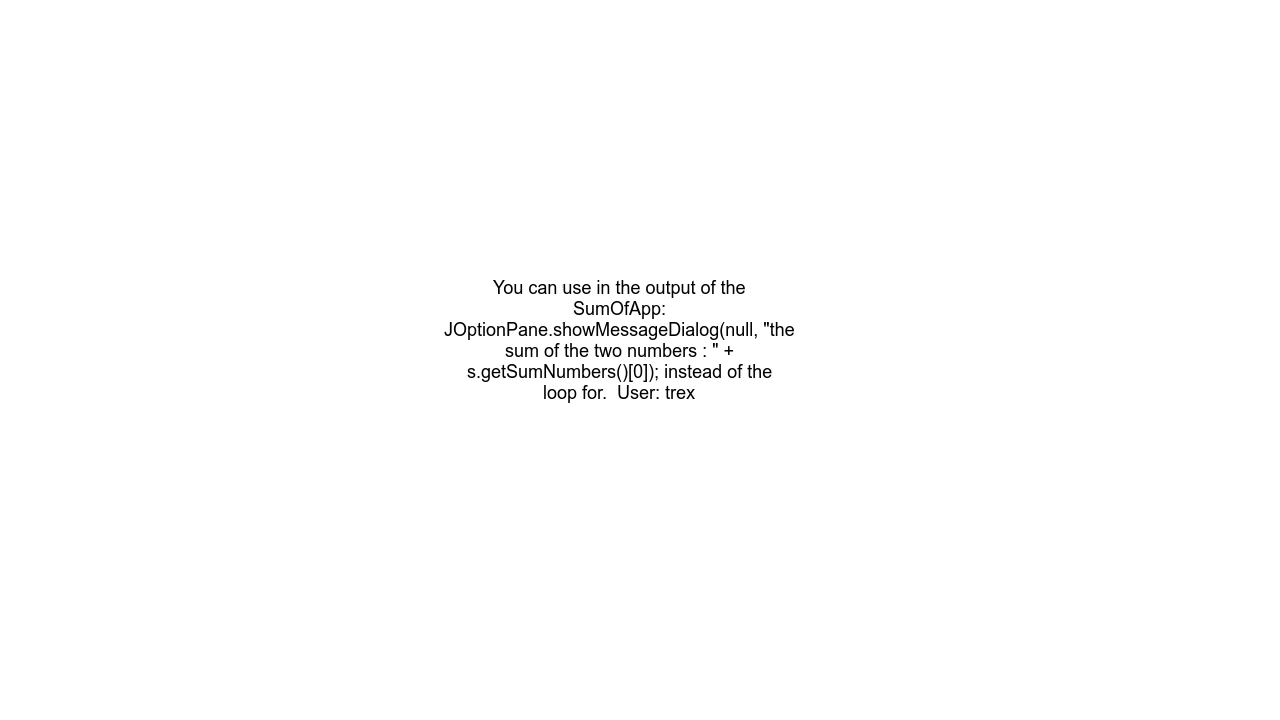 You can use in the output of the
SumOfApp:
JOptionPane.showMessageDialog(null, "the
sum of the two numbers : " +
s.getSumNumbers()[0]); instead of the
loop for.  User: trex